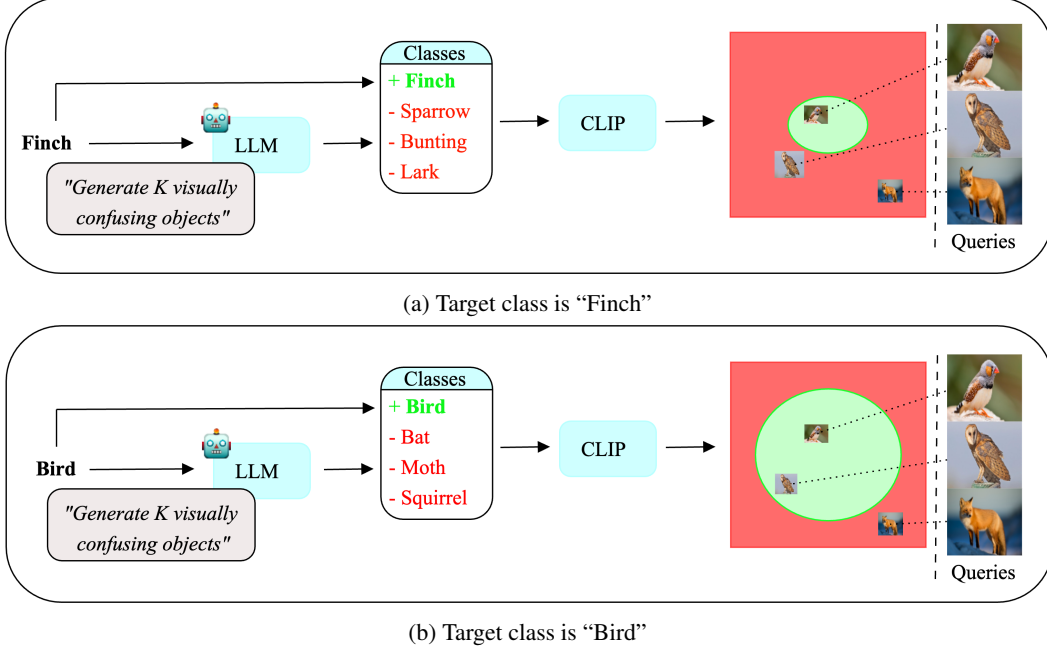 Classes
+ Finch
- Sparrow
- Bunting
- Lark
Finch
LLM
CLIP
"Generate K visually
confusing objects"
Queries
(a) Target class is “Finch”
Classes
+ Bird
- Bat
- Moth
- Squirrel
Bird
LLM
CLIP
"Generate K visually
confusing objects"
Queries
(b) Target class is “Bird”